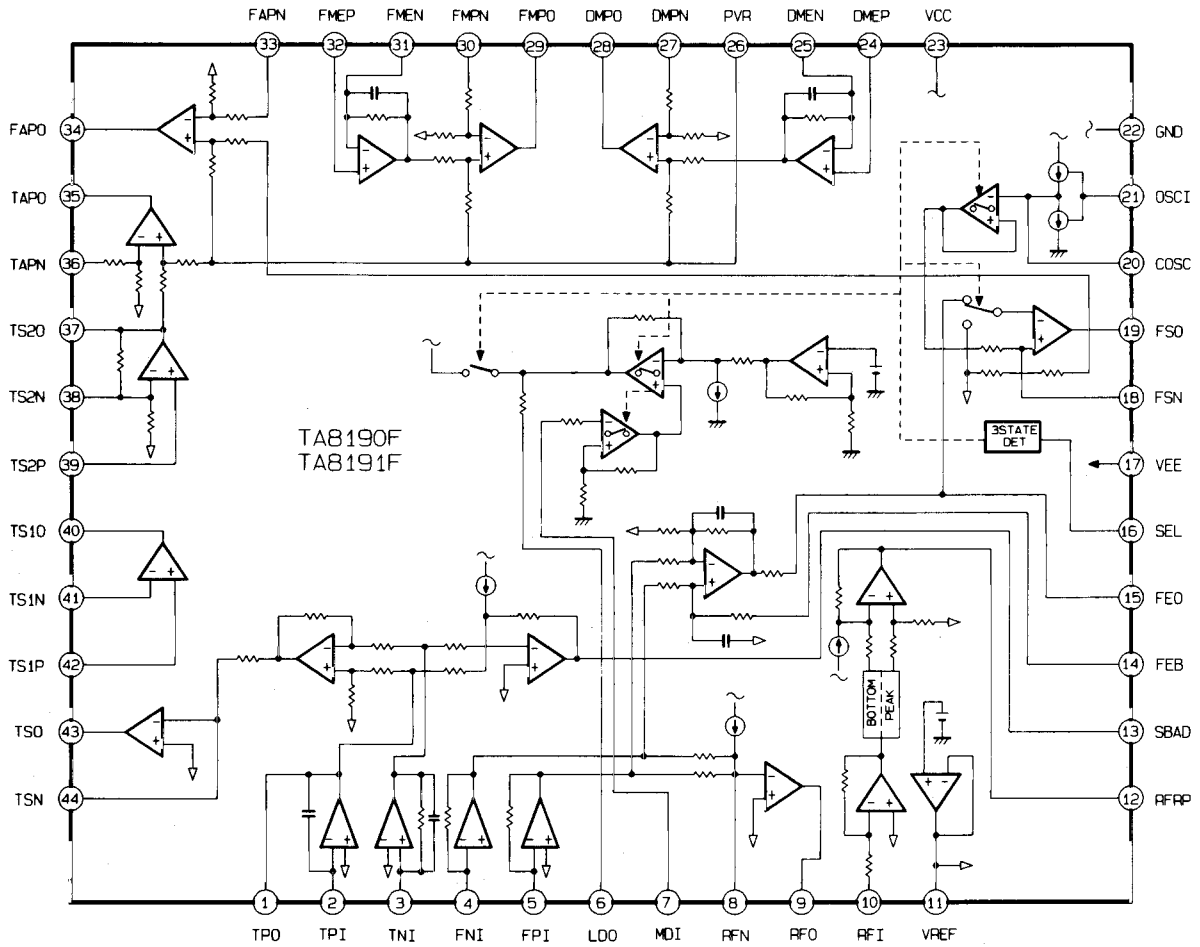 FAPN FMEP FMEN FMPN FMPO DMPO DMPN PVR DMEN DMEP VCC
33 32 31 30 29 28 27 26 25 24 23
FAPO 34
TAPO 35
TAPN 36
TS2O 37
TS2N 38
TS2P 39
TS1O 40
TS1N 41
TS1P 42
TSO 43
TSN 44
TA8190F
TA8191F
3STATE
DET
BOTTOM
PEAK
22 GND
21 OSCI
20 COSC
19 FSO
18 FSN
17 VEE
16 SEL
15 FEO
14 FEB
13 SBAD
12 RFRP
1 2 3 4 5 6 7 8 9 10 11
TPO TPI TNI FNI FPI LDO MDI RFN RFO RFI VREF